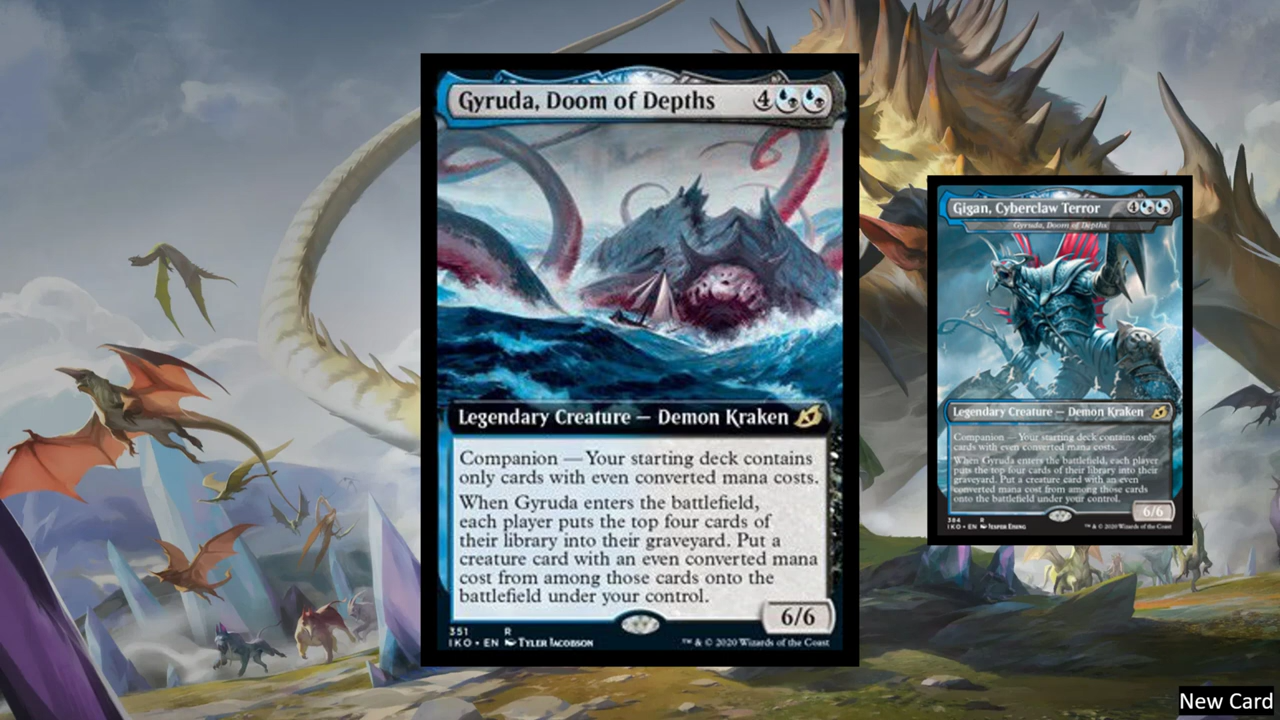 Gyruda, Doom of Depths 4
Legendary Creature — Demon Kraken
Companion — Your starting deck contains
only cards with even converted mana costs.
When Gyruda enters the battlefield,
each player puts the top four cards of
their library into their graveyard. Put a
creature card with an even converted mana
cost from among those cards onto the
battlefield under your control.
6/6
351 R
IKO • EN Tyler Jacobson ™ & © 2020 Wizards of the Coast
Gigan, Cyberclaw Terror 4
Gyruda, Doom of Depths
Legendary Creature — Demon Kraken
Companion — Your starting deck contains only
cards with even converted mana costs.
When Gyruda enters the battlefield, each player
puts the top four cards of their library into their
graveyard. Put a creature card with an even
converted mana cost from among those cards
onto the battlefield under your control.
6/6
384 R
IKO • EN Jesper Ejsing ™ & © 2020 Wizards of the Coast
New Card